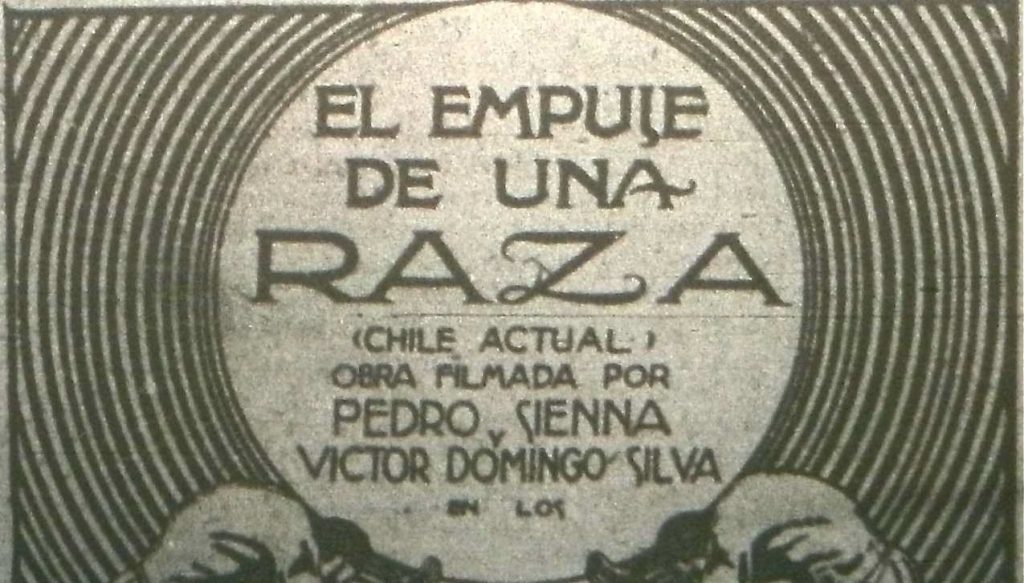 EL EMPUJE
DE UNA
RAZA
(CHILE ACTUAL)
OBRA FILMADA POR
PEDRO SIENNA
Y
VICTOR DOMINGO SILVA
EN LOS